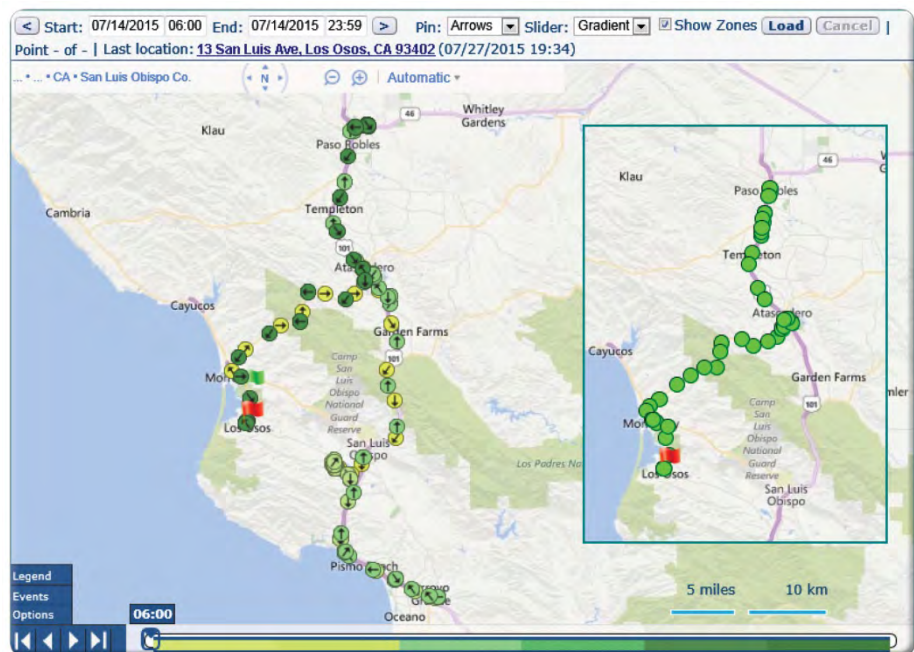 < Start: 07/14/2015 06:00 End: 07/14/2015 23:59 > Pin: Arrows Slider: Gradient Show Zones Load Cancel |
Point - of - | Last location: 13 San Luis Ave, Los Osos, CA 93402 (07/27/2015 19:34)
... • ... • CA • San Luis Obispo Co.
N
Automatic
46
Whitley
Gardens
Klau
Paso Robles
Cambria
Templeton
101
Cayucos
Garden Farms
101
Camp
San
Luis
Obispo
National
Guard
Reserve
Los Osos
San Luis
Obispo
Los Padres Na
Pismo
Oceano
46
Klau
Paso Robles
Templeton
Atascadero
Cayucos
Garden Farms
101
Camp
San
Luis
Obispo
National
Guard
Reserve
Los Osos
San Luis
Obispo
5 miles
10 km
Legend
Events
Options
06:00